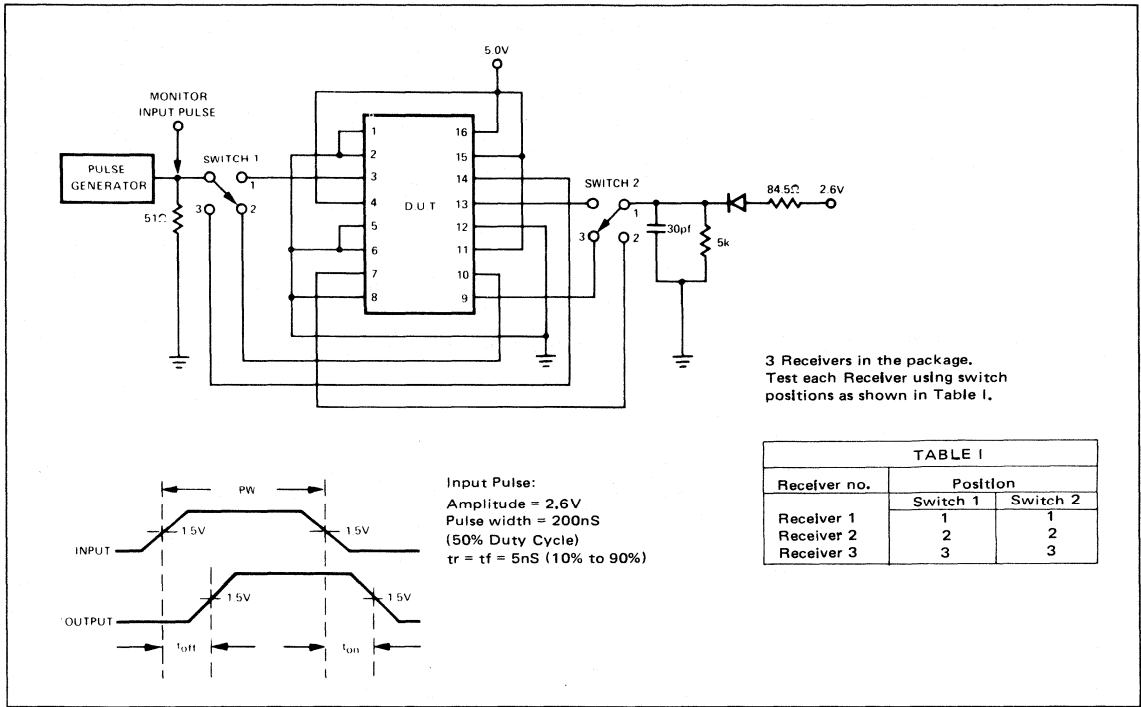 5.0V
MONITOR
INPUT PULSE
PULSE
GENERATOR
SWITCH 1
1
3
2
51Ω
1
2
3
4
5
6
7
8
D.U.T
16
15
14
13
12
11
10
9
SWITCH 2
1
3
2
30pf
5k
84.5Ω
2.6V
3 Receivers in the package.
Test each Receiver using switch
positions as shown in Table I.
TABLE I
Receiver no. Position
Switch 1 Switch 2
Receiver 1 1 1
Receiver 2 2 2
Receiver 3 3 3
PW
1.5V
1.5V
INPUT
1.5V
1.5V
OUTPUT
toff
ton
Input Pulse:
Amplitude = 2.6V
Pulse width = 200nS
(50% Duty Cycle)
tr = tf = 5nS (10% to 90%)